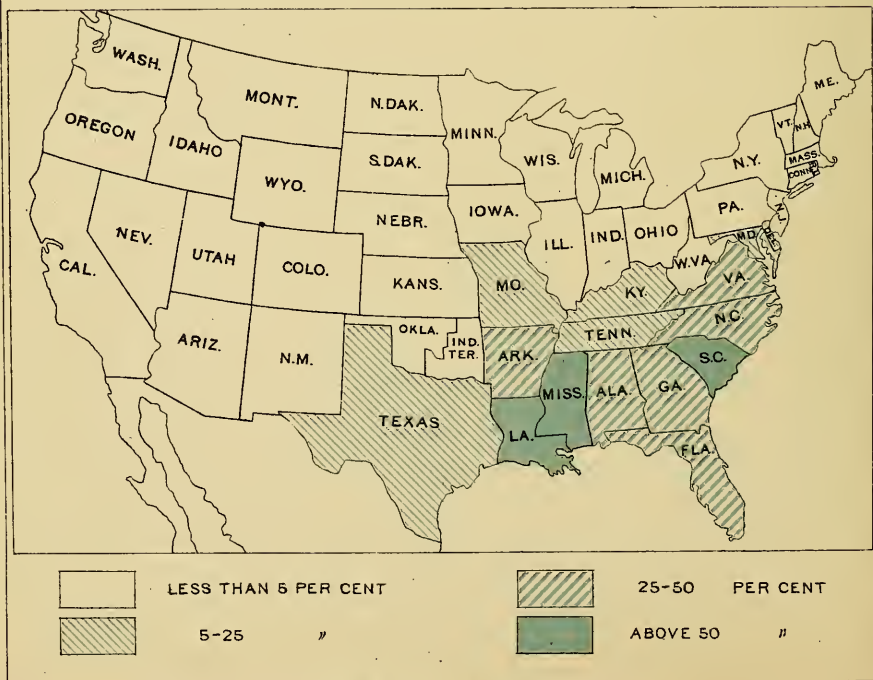 WASH.
MONT.
N.DAK.
MINN.
ME.
OREGON
IDAHO
S.DAK.
WIS.
MICH.
VT.
N.H.
N.Y.
MASS.
CONN.
R.I.
WYO.
IOWA.
NEBR.
PA.
N.J.
NEV.
UTAH
COLO.
ILL.
IND.
OHIO
MD.
DEL.
CAL.
KANS.
MO.
KY.
W.VA.
VA.
ARIZ.
N.M.
OKLA.
IND.
TER.
ARK.
TENN.
N.C.
S.C.
TEXAS
LA.
MISS.
ALA.
GA.
FLA.
LESS THAN 5 PER CENT
25-50 PER CENT
5-25 "
ABOVE 50 "